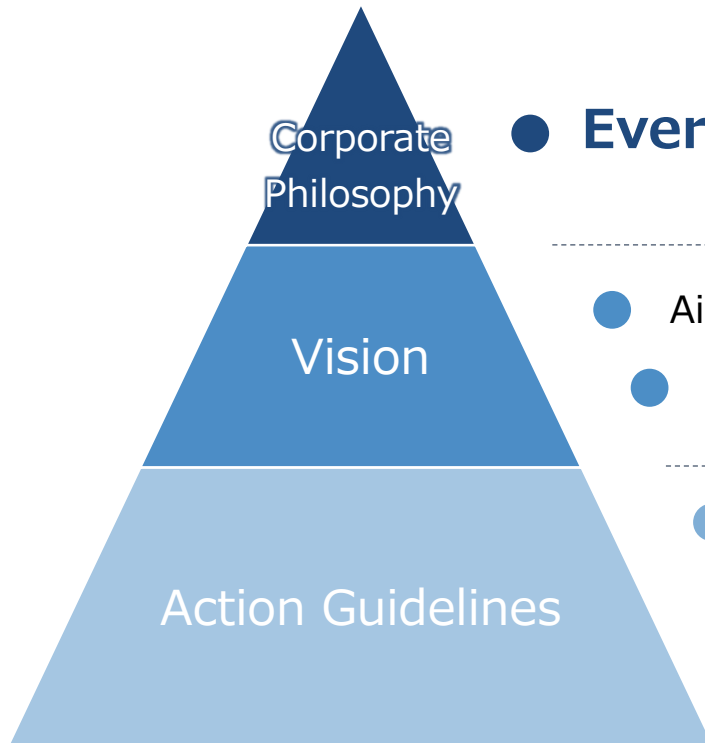 Corporate
Philosophy
● Ever
Vision
● Ai
●
Action Guidelines